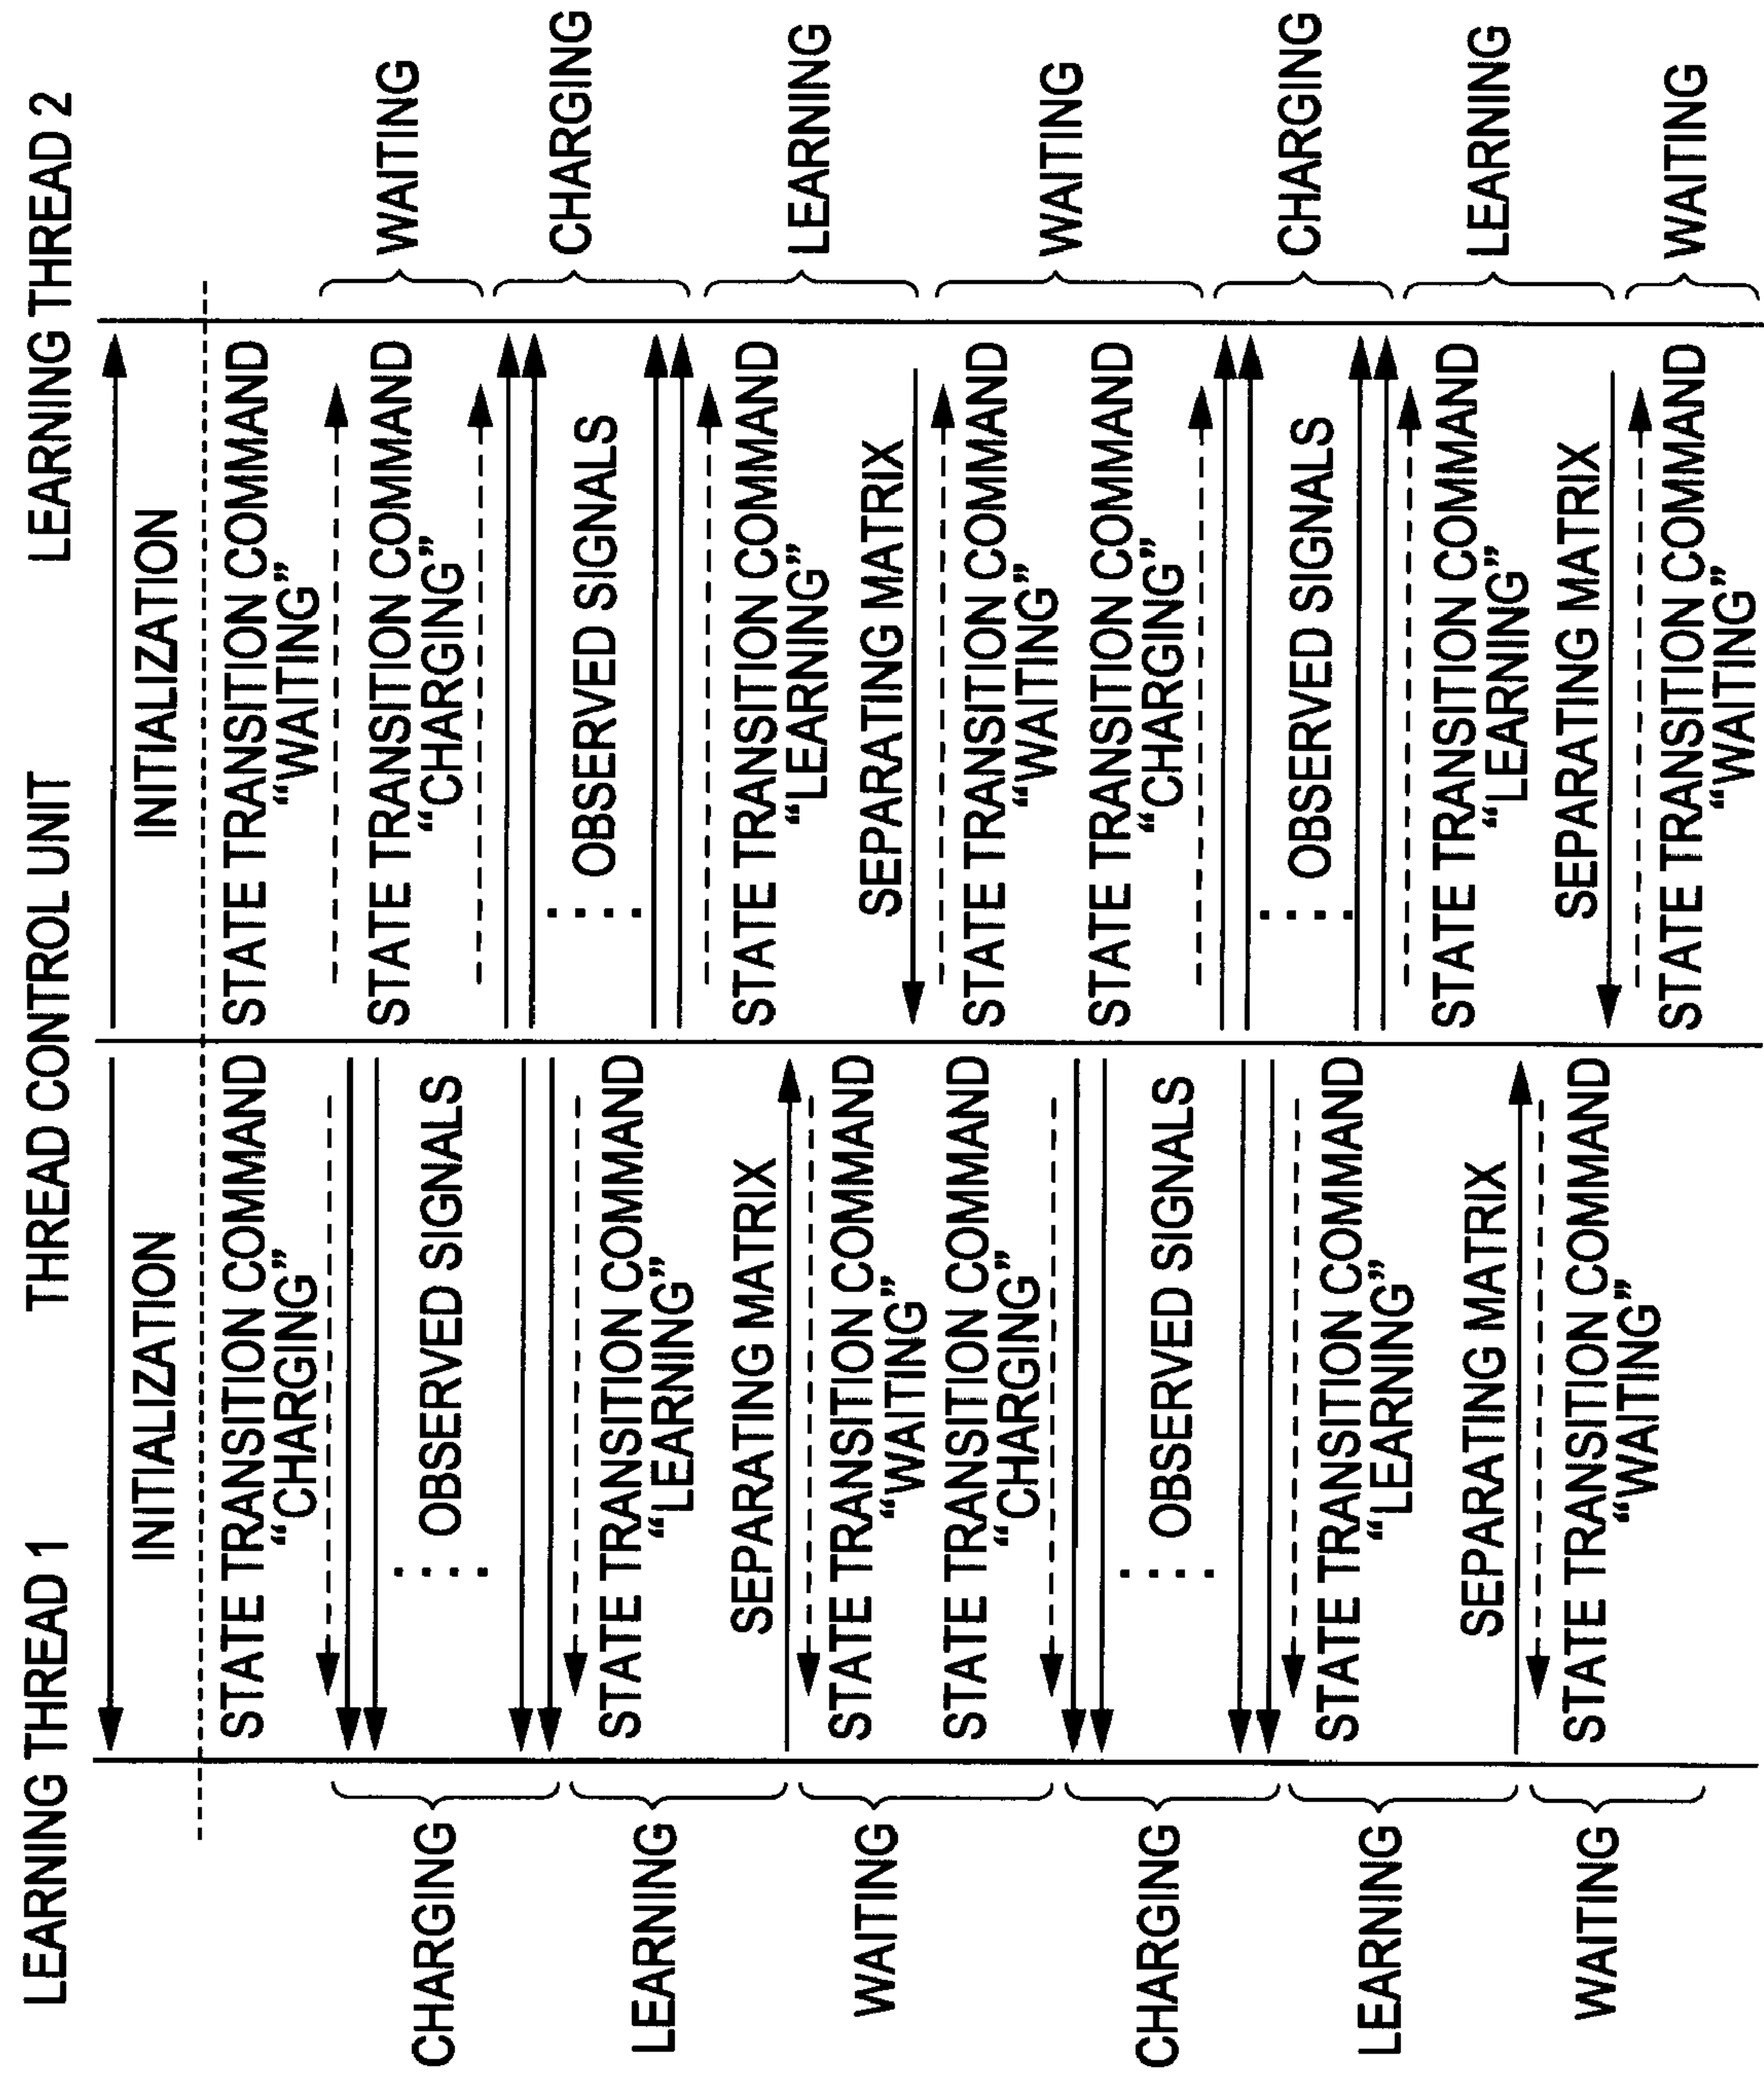 LEARNING THREAD 1
THREAD CONTROL UNIT
LEARNING THREAD 2
INITIALIZATION
INITIALIZATION
CHARGING
LEARNING
WAITING
CHARGING
LEARNING
WAITING
STATE TRANSITION COMMAND
“CHARGING”
OBSERVED SIGNALS
STATE TRANSITION COMMAND
“LEARNING”
SEPARATING MATRIX
STATE TRANSITION COMMAND
“WAITING”
STATE TRANSITION COMMAND
“CHARGING”
OBSERVED SIGNALS
STATE TRANSITION COMMAND
“LEARNING”
SEPARATING MATRIX
STATE TRANSITION COMMAND
“WAITING”
STATE TRANSITION COMMAND
“WAITING”
STATE TRANSITION COMMAND
“CHARGING”
OBSERVED SIGNALS
STATE TRANSITION COMMAND
“LEARNING”
SEPARATING MATRIX
STATE TRANSITION COMMAND
“WAITING”
STATE TRANSITION COMMAND
“CHARGING”
OBSERVED SIGNALS
STATE TRANSITION COMMAND
“LEARNING”
SEPARATING MATRIX
STATE TRANSITION COMMAND
“WAITING”
WAITING
CHARGING
LEARNING
WAITING
CHARGING
LEARNING
WAITING